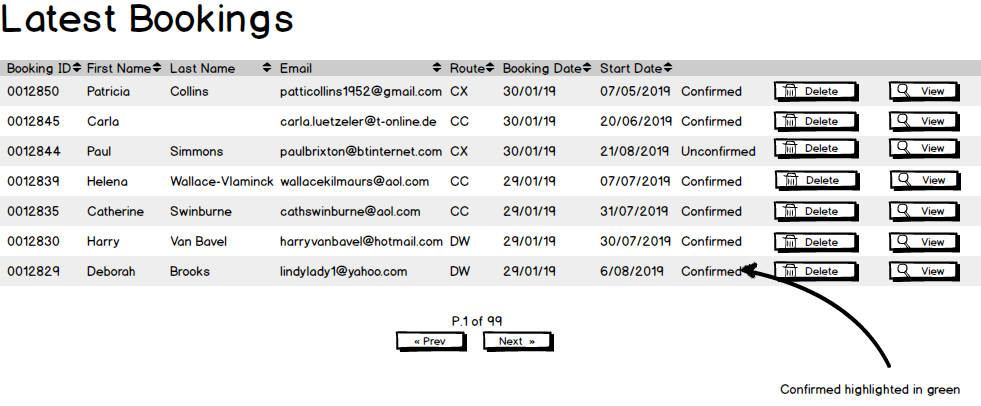 Latest Bookings
Booking ID First Name Last Name Email Route Booking Date Start Date
0012850 Patricia Collins patticollins1952@gmail.com CX 30/01/19 07/05/2019 Confirmed Delete View
0012845 Carla carla.luetzeler@t-online.de CC 30/01/19 20/06/2019 Confirmed Delete View
0012844 Paul Simmons paulbrixton@btinternet.com CX 30/01/19 21/08/2019 Unconfirmed Delete View
0012839 Helena Wallace-Vlaminck wallacekilmaurs@aol.com CC 29/01/19 07/07/2019 Confirmed Delete View
0012835 Catherine Swinburne cathswinburne@aol.com CC 29/01/19 31/07/2019 Confirmed Delete View
0012830 Harry Van Bavel harryvanbavel@hotmail.com DW 29/01/19 30/07/2019 Confirmed Delete View
0012829 Deborah Brooks lindylady1@yahoo.com DW 29/01/19 6/08/2019 Confirmed Delete View
P.1 of 99
« Prev Next »
Confirmed highlighted in green